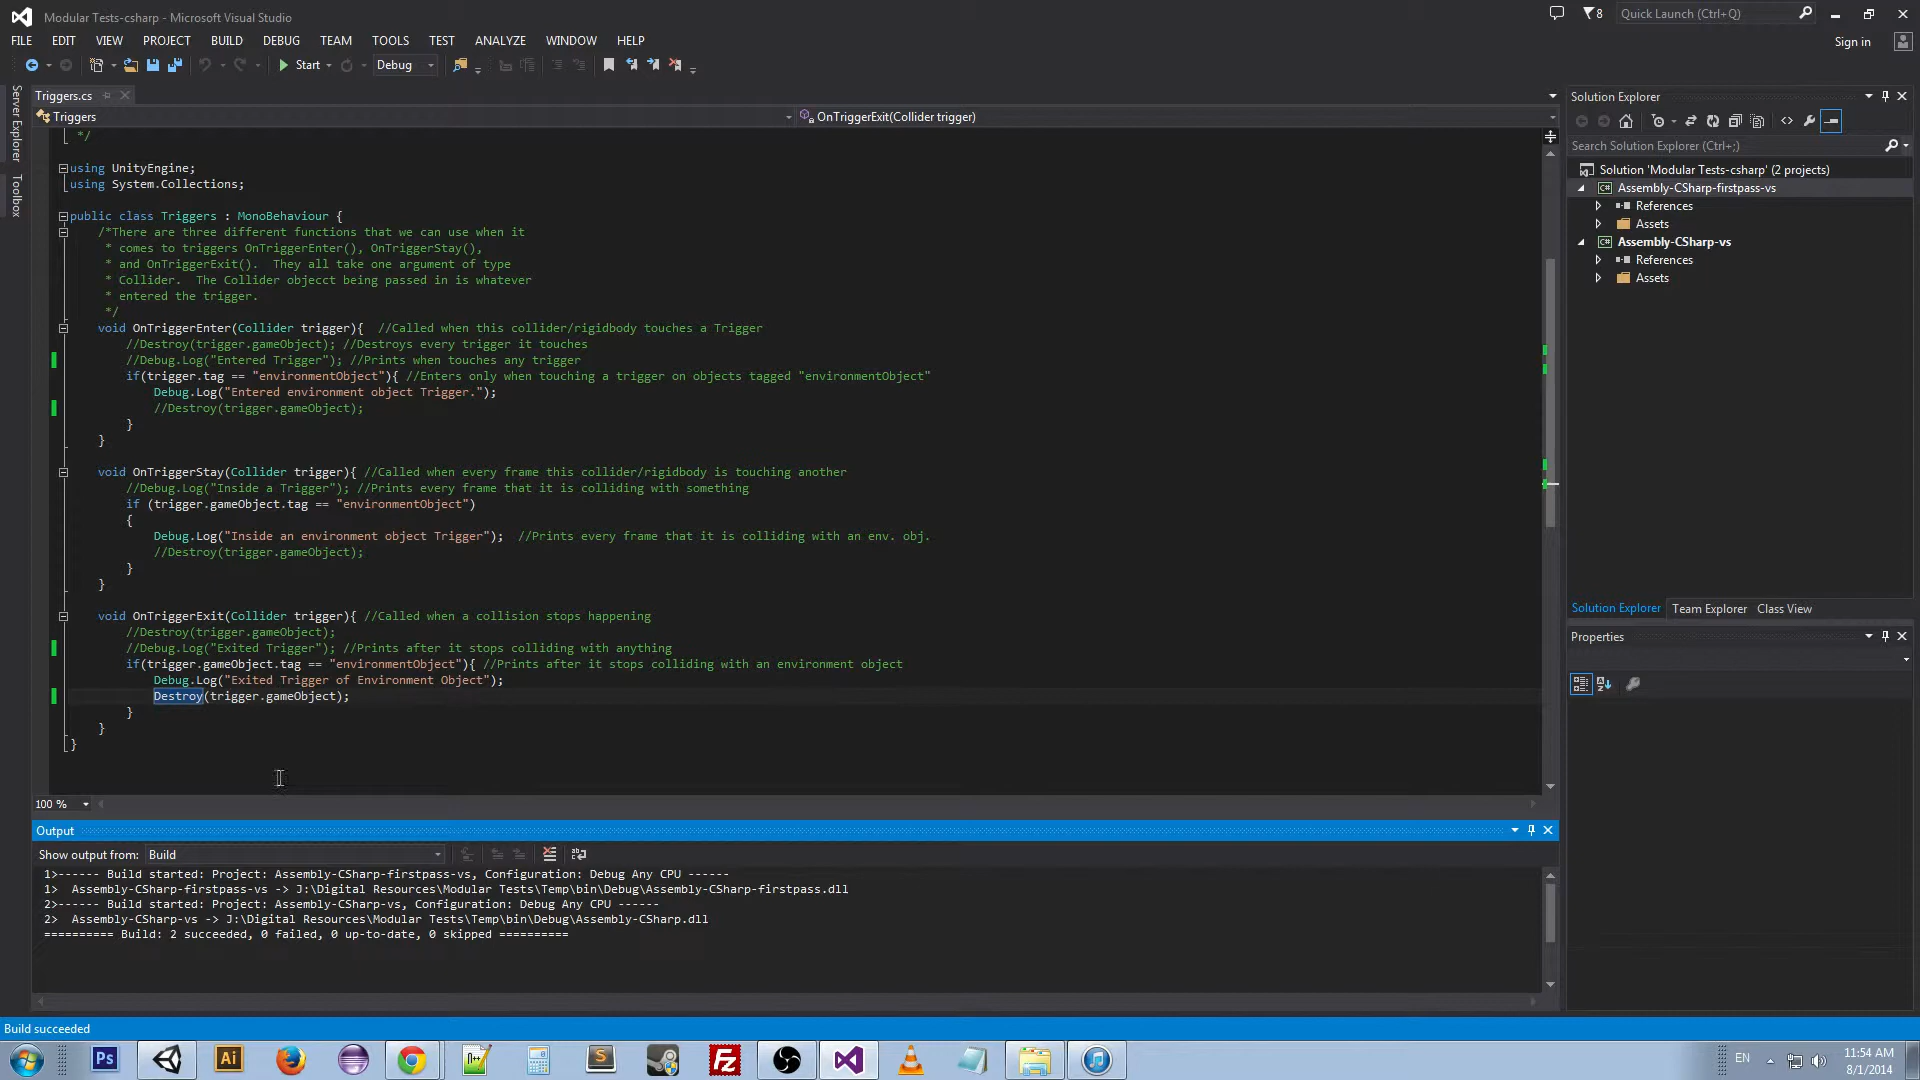 Modular Tests-csharp - Microsoft Visual Studio
8
Quick Launch (Ctrl+Q)
FILE EDIT VIEW PROJECT BUILD DEBUG TEAM TOOLS TEST ANALYZE WINDOW HELP
Sign in
Start Debug
Server Explorer
Toolbox
Triggers.cs
Triggers
OnTriggerExit(Collider trigger)
*/
using UnityEngine;
using System.Collections;
public class Triggers : MonoBehaviour {
/*There are three different functions that we can use when it
* comes to triggers OnTriggerEnter(), OnTriggerStay(),
* and OnTriggerExit().  They all take one argument of type
* Collider.  The Collider objecct being passed in is whatever
* entered the trigger.
*/
void OnTriggerEnter(Collider trigger){  //Called when this collider/rigidbody touches a Trigger
//Destroy(trigger.gameObject); //Destroys every trigger it touches
//Debug.Log("Entered Trigger"); //Prints when touches any trigger
if(trigger.tag == "environmentObject"){ //Enters only when touching a trigger on objects tagged "environmentObject"
Debug.Log("Entered environment object Trigger.");
//Destroy(trigger.gameObject);
}
}
void OnTriggerStay(Collider trigger){ //Called when every frame this collider/rigidbody is touching another
//Debug.Log("Inside a Trigger"); //Prints every frame that it is colliding with something
if (trigger.gameObject.tag == "environmentObject")
{
Debug.Log("Inside an environment object Trigger");  //Prints every frame that it is colliding with an env. obj.
//Destroy(trigger.gameObject);
}
}
void OnTriggerExit(Collider trigger){ //Called when a collision stops happening
//Destroy(trigger.gameObject);
//Debug.Log("Exited Trigger"); //Prints after it stops colliding with anything
if(trigger.gameObject.tag == "environmentObject"){ //Prints after it stops colliding with an environment object
Debug.Log("Exited Trigger of Environment Object");
Destroy(trigger.gameObject);
}
}
}
100 %
Solution Explorer
Search Solution Explorer (Ctrl+;)
Solution 'Modular Tests-csharp' (2 projects)
Assembly-CSharp-firstpass-vs
References
Assets
Assembly-CSharp-vs
References
Assets
Solution Explorer Team Explorer Class View
Properties
Output
Show output from: Build
1>------ Build started: Project: Assembly-CSharp-firstpass-vs, Configuration: Debug Any CPU ------
1>  Assembly-CSharp-firstpass-vs -> J:\Digital Resources\Modular Tests\Temp\bin\Debug\Assembly-CSharp-firstpass.dll
2>------ Build started: Project: Assembly-CSharp-vs, Configuration: Debug Any CPU ------
2>  Assembly-CSharp-vs -> J:\Digital Resources\Modular Tests\Temp\bin\Debug\Assembly-CSharp.dll
========== Build: 2 succeeded, 0 failed, 0 up-to-date, 0 skipped ==========
Build succeeded
Ps
Ai
S
Fz
EN
11:54 AM
8/1/2014